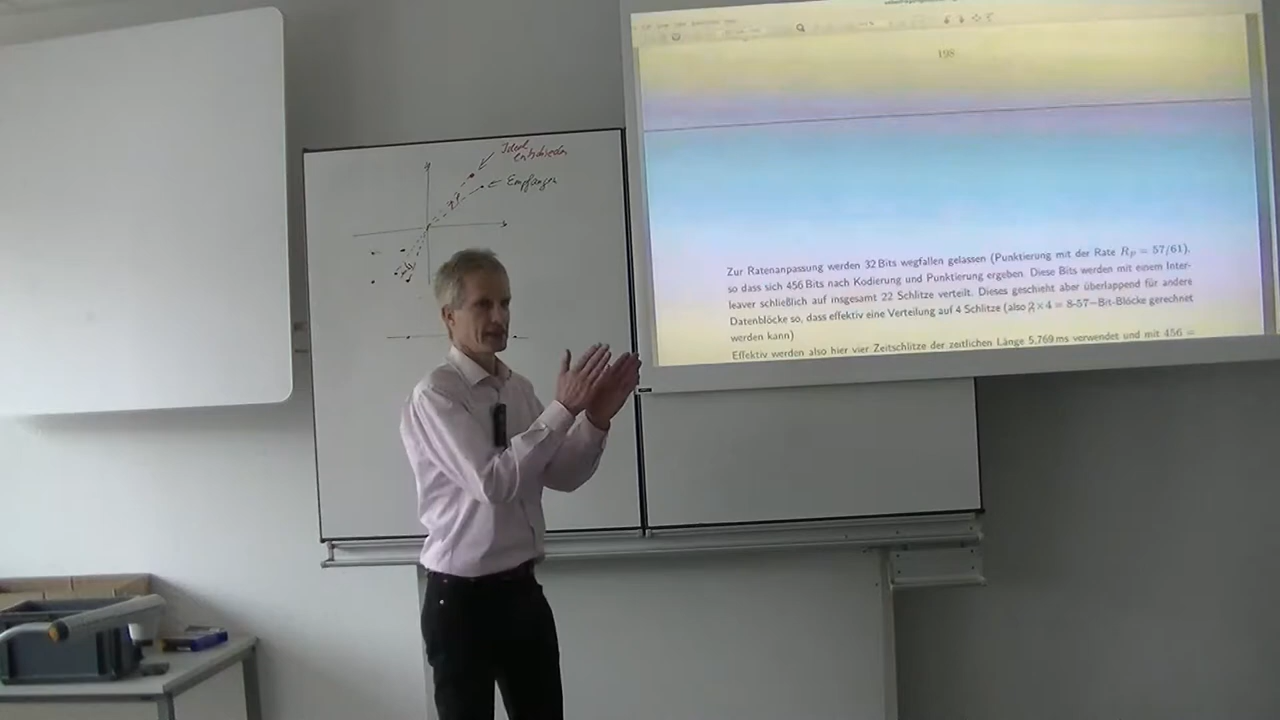 198
Ideal
entschieden
Empfangen
Zur Ratenanpassung werden 32 Bits wegfallen gelassen (Punktierung mit der Rate R_P = 57/61),
so dass sich 456 Bits nach Kodierung und Punktierung ergeben. Diese Bits werden mit einem Inter-
leaver schließlich auf insgesamt 22 Schlitze verteilt. Dieses geschieht aber überlappend für andere
Datenblöcke so, dass effektiv eine Verteilung auf 4 Schlitze (also 2 × 4 = 8-57−Bit-Blöcke gerechnet
werden kann)
Effektiv werden also hier vier Zeitschlitze der zeitlichen Länge 5,769 ms verwendet und mit 456 =